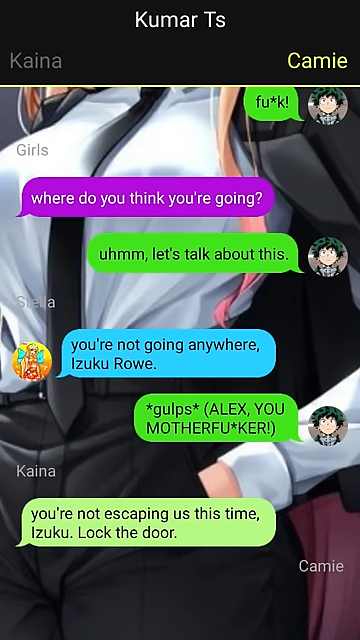 Kumar Ts
Kaina Camie
fu*k!
Girls
where do you think you're going?
uhmm, let's talk about this.
Stella
you're not going anywhere,
Izuku Rowe.
*gulps* (ALEX, YOU
MOTHERFU*KER!)
Kaina
you're not escaping us this time,
Izuku. Lock the door.
Camie